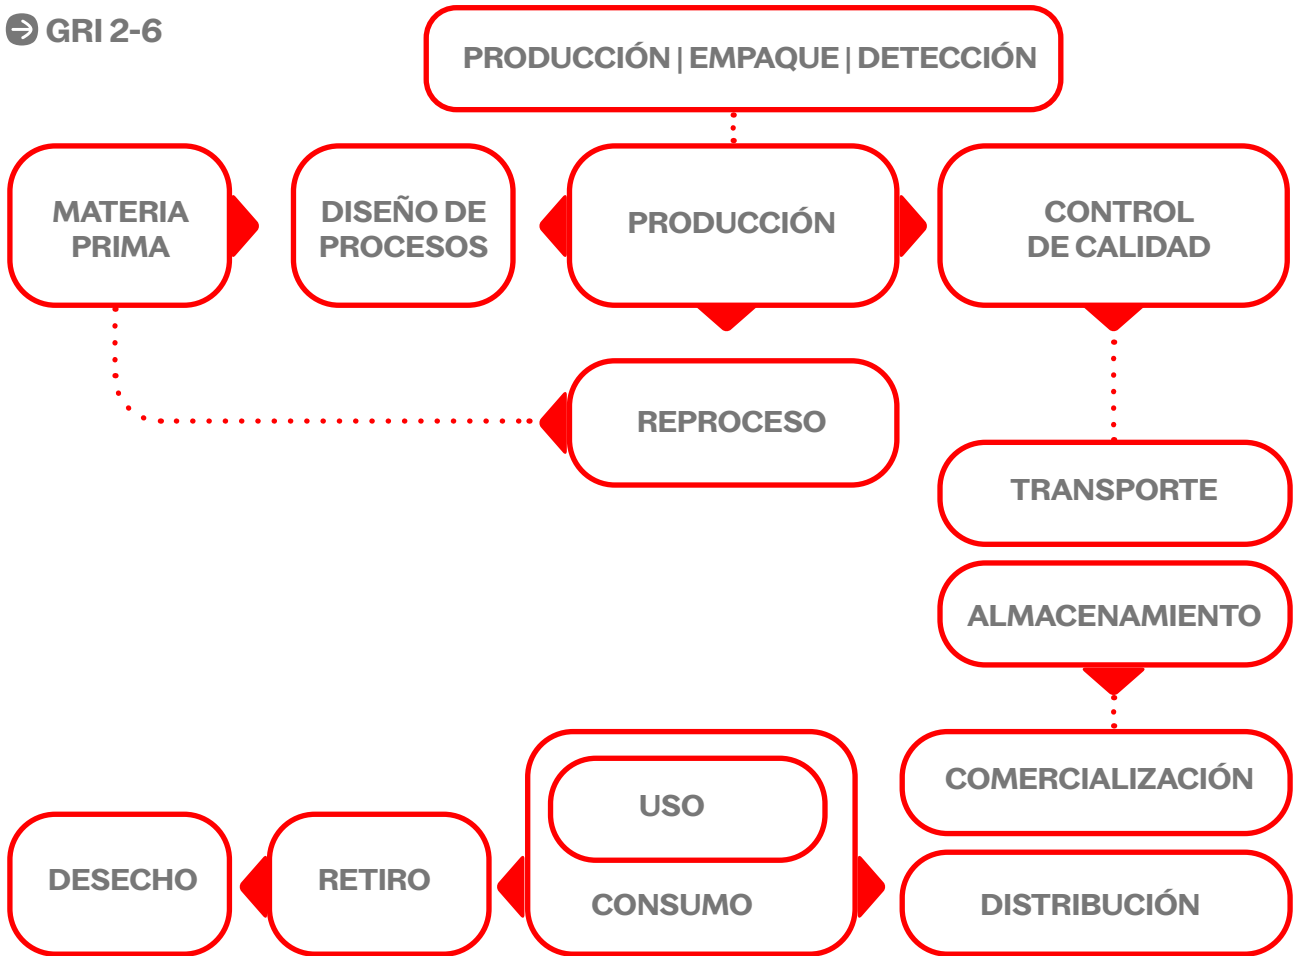 GRI 2-6
PRODUCCIÓN | EMPAQUE | DETECCIÓN
MATERIA
PRIMA
DISEÑO DE
PROCESOS
PRODUCCIÓN
CONTROL
DE CALIDAD
REPROCESO
TRANSPORTE
ALMACENAMIENTO
COMERCIALIZACIÓN
USO
CONSUMO
DESECHO
RETIRO
DISTRIBUCIÓN